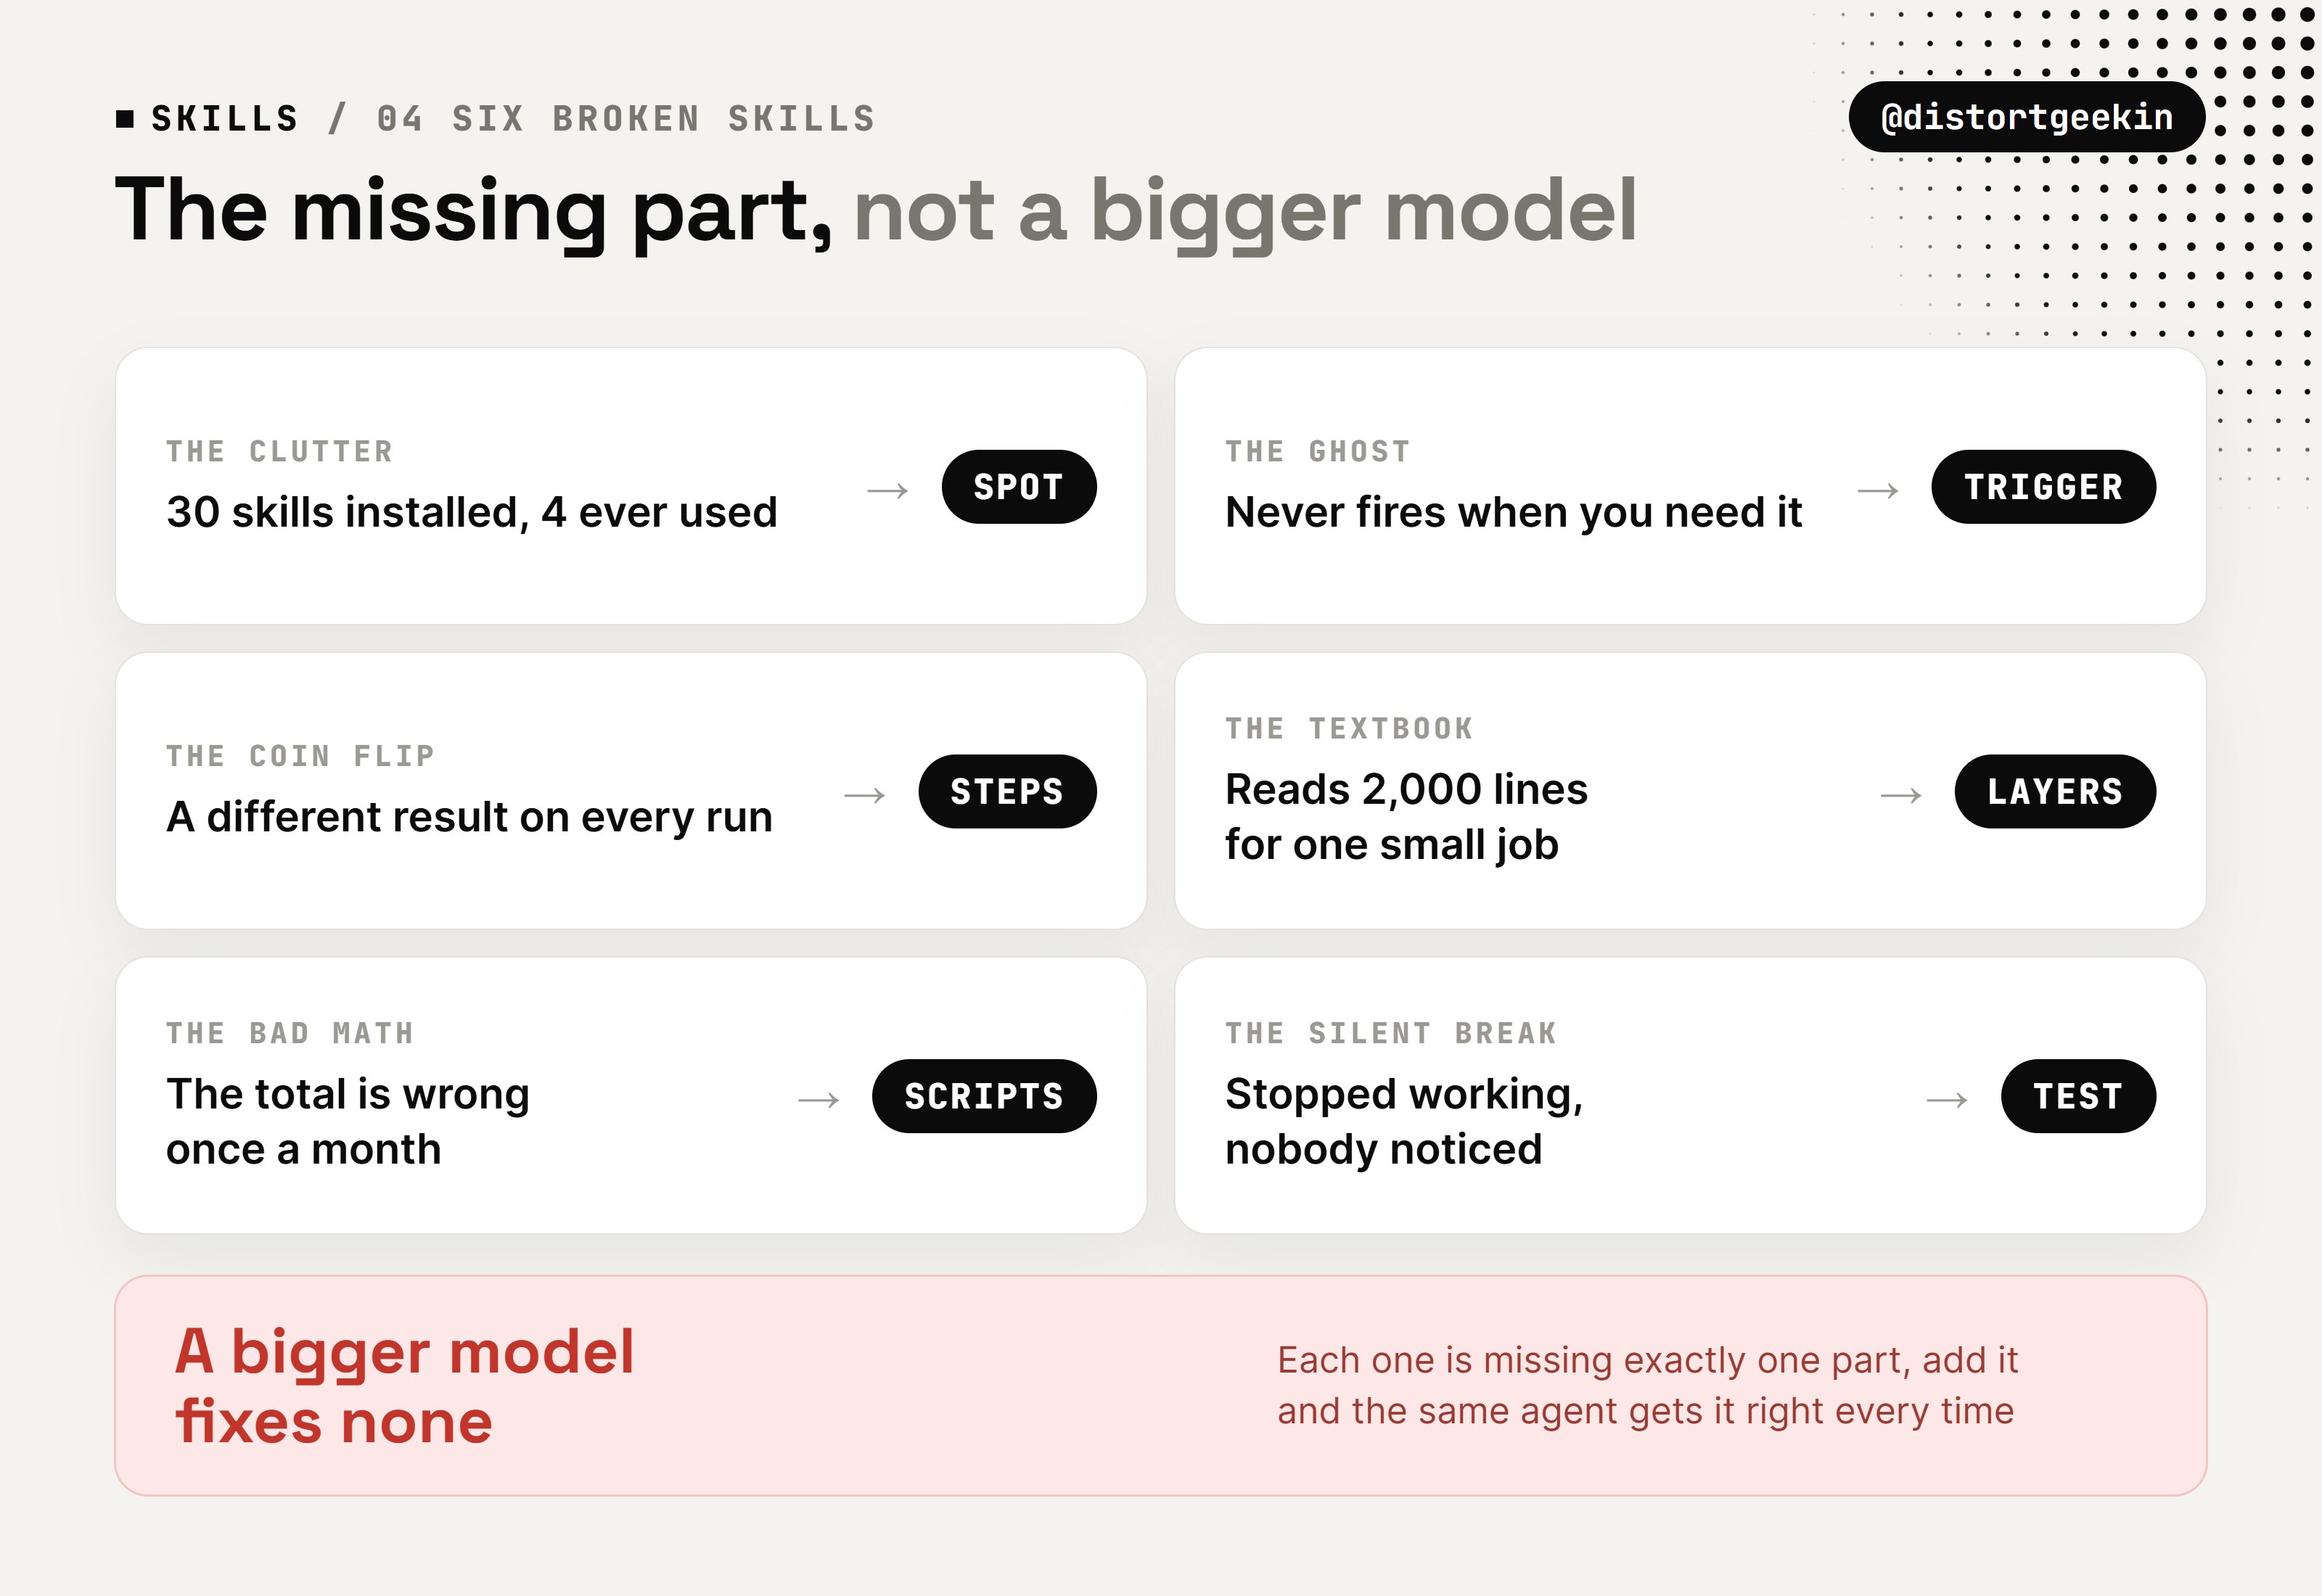 SKILLS / 04 SIX BROKEN SKILLS
@distortgeekin
The missing part, not a bigger model
THE CLUTTER
30 skills installed, 4 ever used
→ SPOT
THE GHOST
Never fires when you need it
→ TRIGGER
THE COIN FLIP
A different result on every run
→ STEPS
THE TEXTBOOK
Reads 2,000 lines
for one small job
→ LAYERS
THE BAD MATH
The total is wrong
once a month
→ SCRIPTS
THE SILENT BREAK
Stopped working,
nobody noticed
→ TEST
A bigger model
fixes none
Each one is missing exactly one part, add it
and the same agent gets it right every time